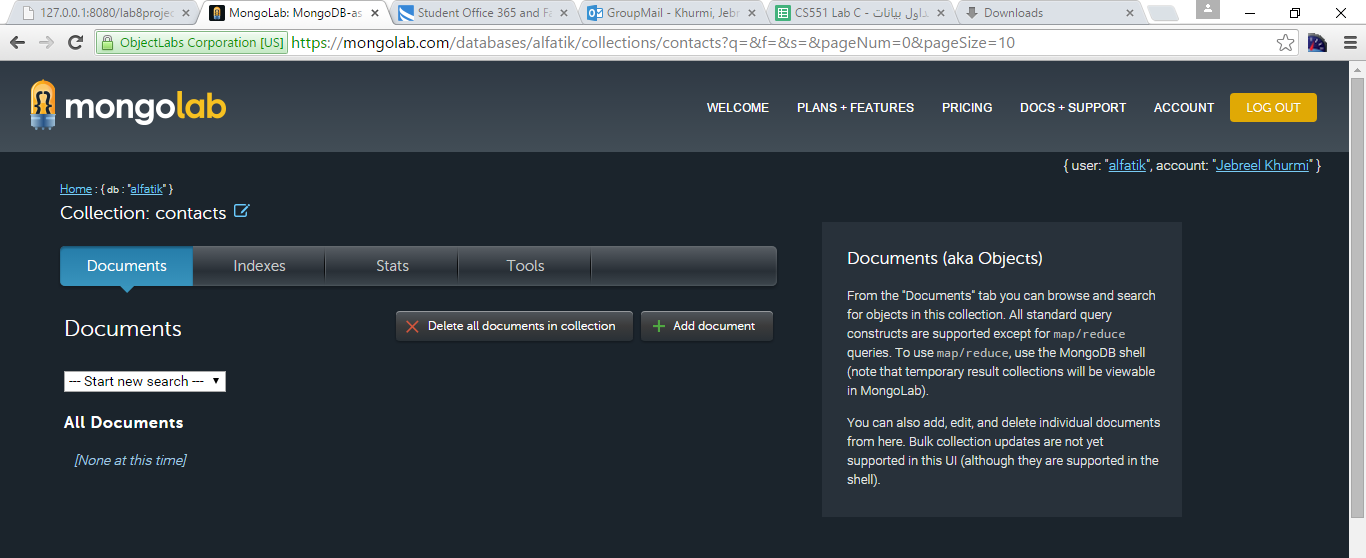 127.0.0.1:8080/lab8projec
MongoLab: MongoDB-as
Student Office 365 and Fa
GroupMail - Khurmi, Jebr
CS551 Lab C - جداول بيانات
Downloads
ObjectLabs Corporation [US]
https://mongolab.com/databases/alfatik/collections/contacts?q=&f=&s=&pageNum=0&pageSize=10
mongolab
WELCOME
PLANS + FEATURES
PRICING
DOCS + SUPPORT
ACCOUNT
LOG OUT
{ user: "alfatik", account: "Jebreel Khurmi" }
Home : { db : "alfatik" }
Collection: contacts
Documents
Indexes
Stats
Tools
Documents
Delete all documents in collection
Add document
--- Start new search ---
All Documents
[None at this time]
Documents (aka Objects)
From the "Documents" tab you can browse and search
for objects in this collection. All standard query
constructs are supported except for map/reduce
queries. To use map/reduce, use the MongoDB shell
(note that temporary result collections will be viewable
in MongoLab).
You can also add, edit, and delete individual documents
from here. Bulk collection updates are not yet
supported in this UI (although they are supported in the
shell).